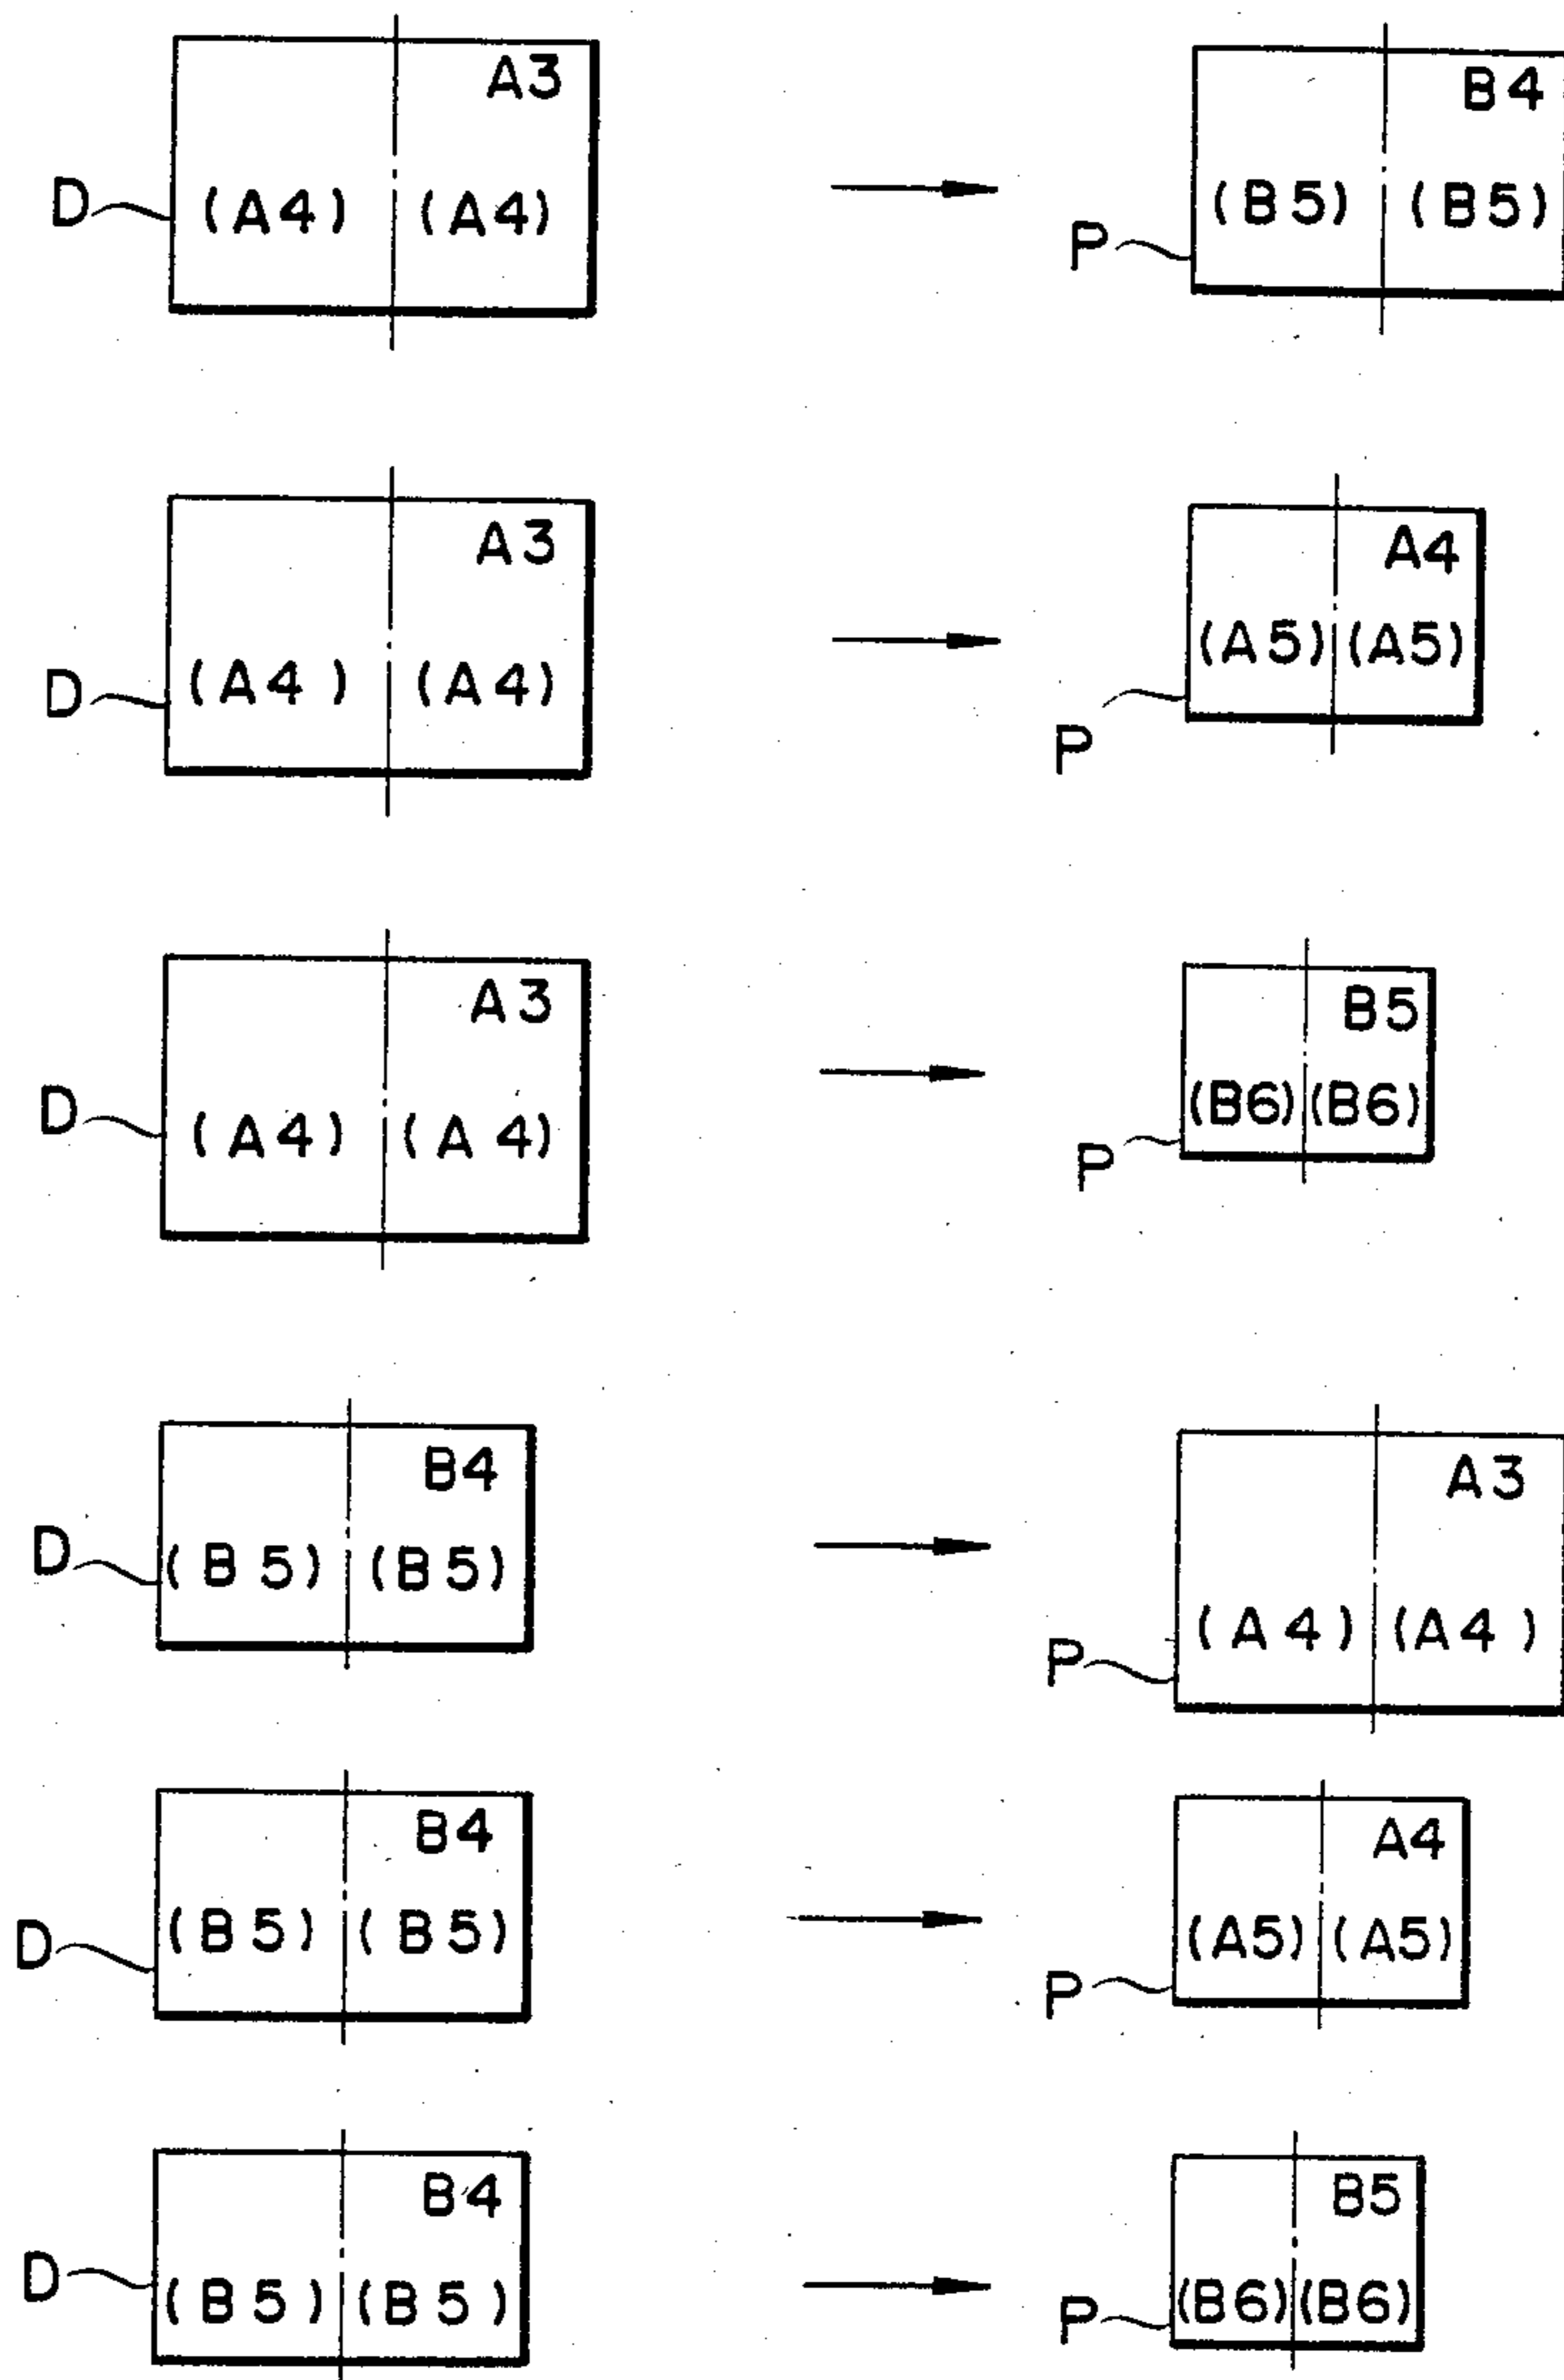 A3 B4
D (A4) (A4) P (B5) (B5)
A3 A4
D (A4) (A4) P (A5) (A5)
A3 B5
D (A4) (A4) P (B6) (B6)
B4 A3
D (B5) (B5) P (A4) (A4)
B4 A4
D (B5) (B5) P (A5) (A5)
B4 B5
D (B5) (B5) P (B6) (B6)